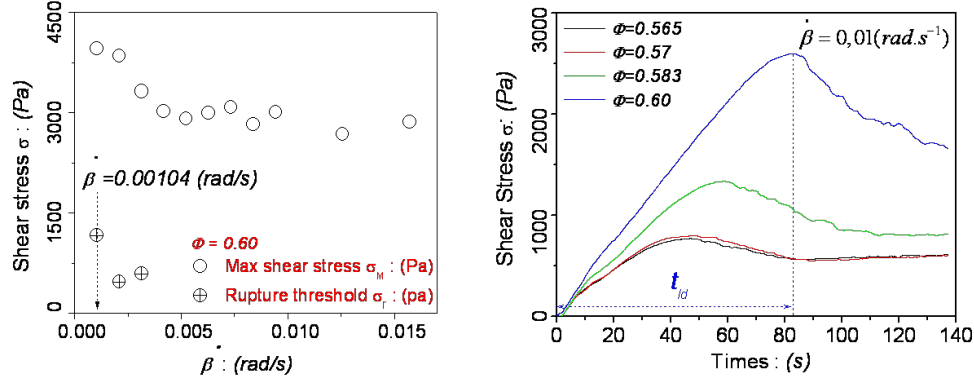 4500
3000
1500
0
Shear stress σ : (Pa)
β̇ =0.00104 (rad/s)
Φ = 0.60
Max shear stress σM : (Pa)
Rupture threshold σr : (pa)
0.000
0.005
0.010
0.015
β̇ : (rad/s)
3000
2000
1000
0
Shear Stress σ: (Pa)
Φ=0.565
Φ=0.57
Φ=0.583
Φ=0.60
β̇ = 0,01(rad.s⁻¹)
tld
0
20
40
60
80
100
120
140
Times : (s)